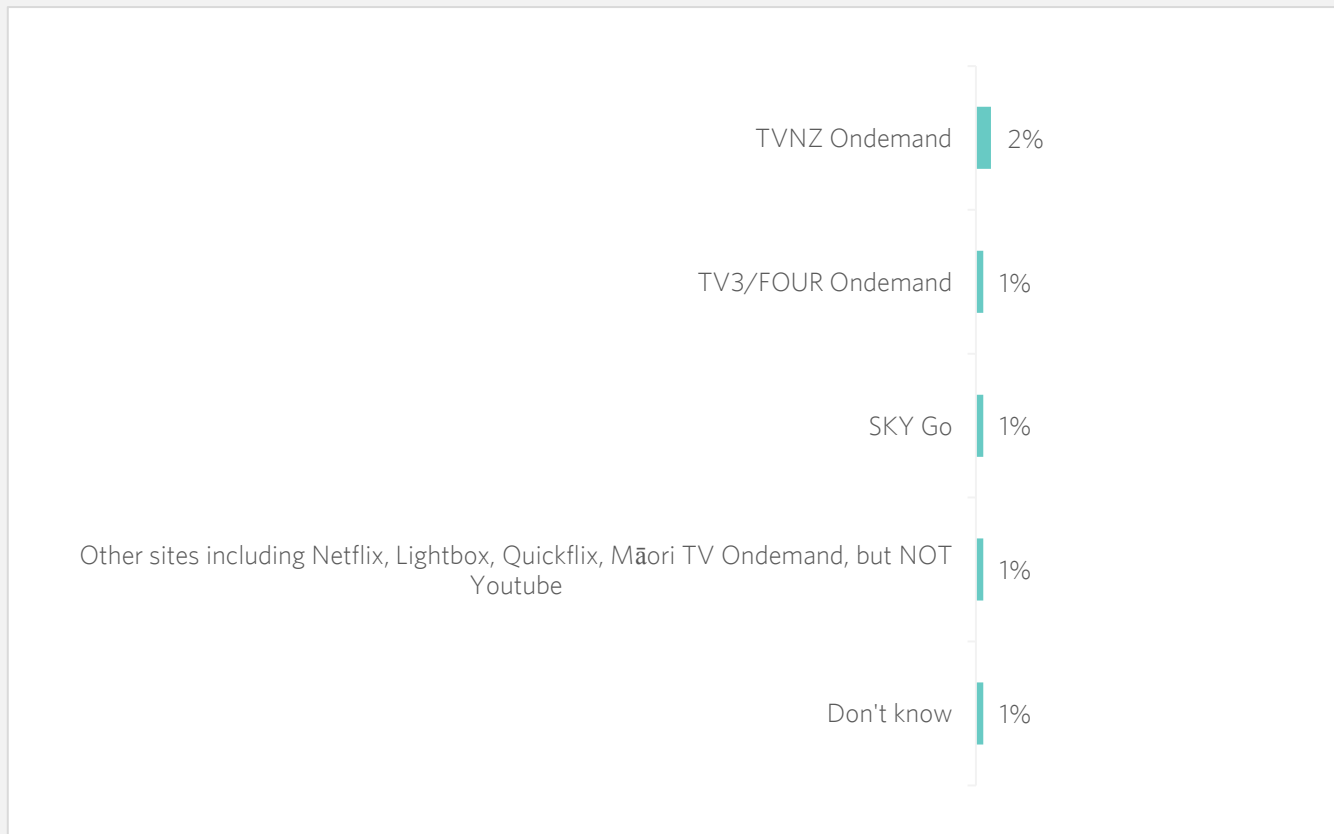 TVNZ Ondemand 2%
TV3/FOUR Ondemand 1%
SKY Go 1%
Other sites including Netflix, Lightbox, Quickflix, Māori TV Ondemand, but NOT
Youtube
1%
Don't know 1%